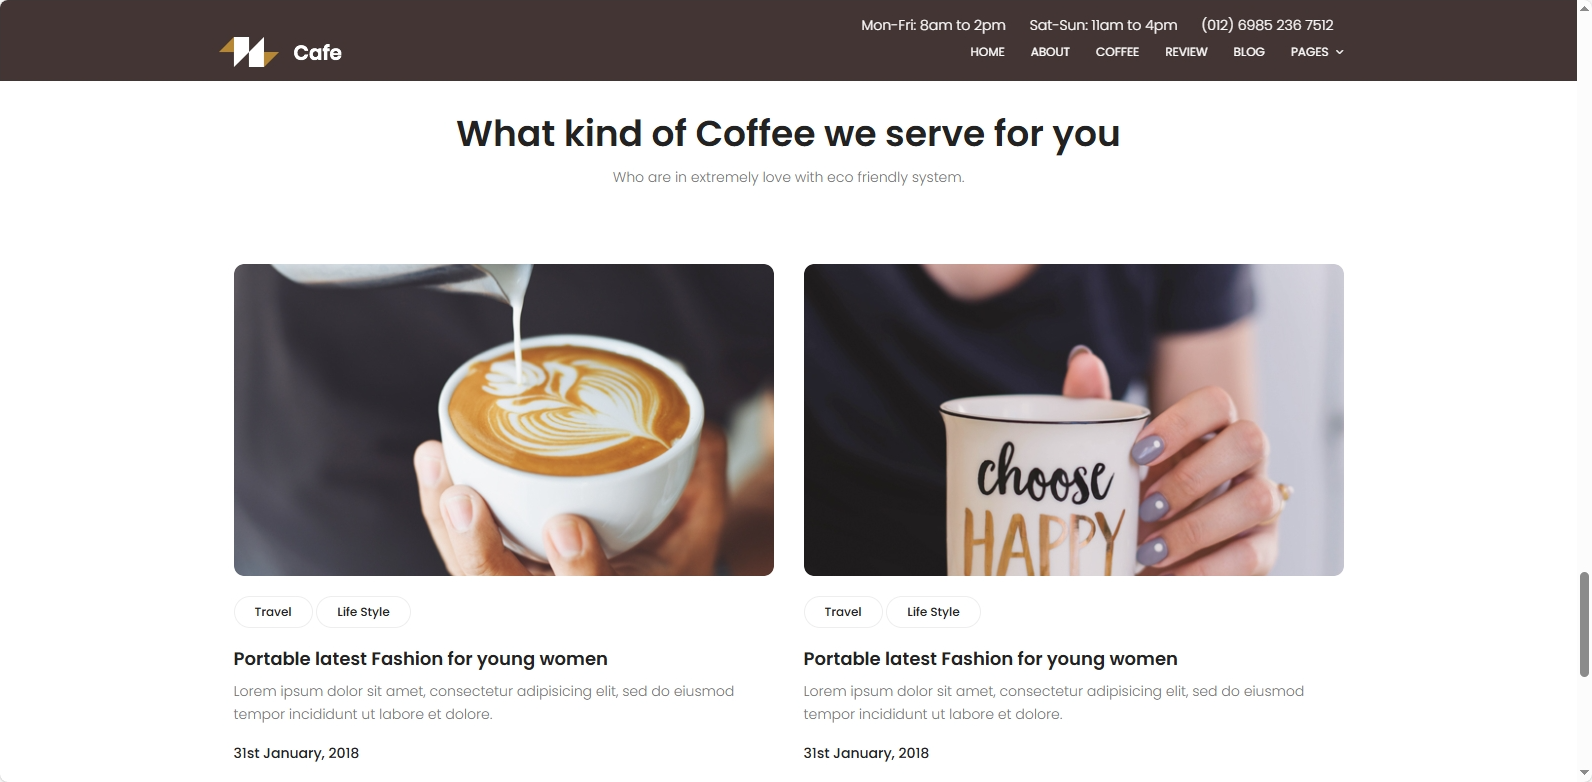 Mon-Fri: 8am to 2pm Sat-Sun: 11am to 4pm (012) 6985 236 7512
Cafe
HOME ABOUT COFFEE REVIEW BLOG PAGES
What kind of Coffee we serve for you
Who are in extremely love with eco friendly system.
choose
HAPPY
Travel Life Style
Travel Life Style
Portable latest Fashion for young women
Lorem ipsum dolor sit amet, consectetur adipisicing elit, sed do eiusmod
tempor incididunt ut labore et dolore.
31st January, 2018
Portable latest Fashion for young women
Lorem ipsum dolor sit amet, consectetur adipisicing elit, sed do eiusmod
tempor incididunt ut labore et dolore.
31st January, 2018